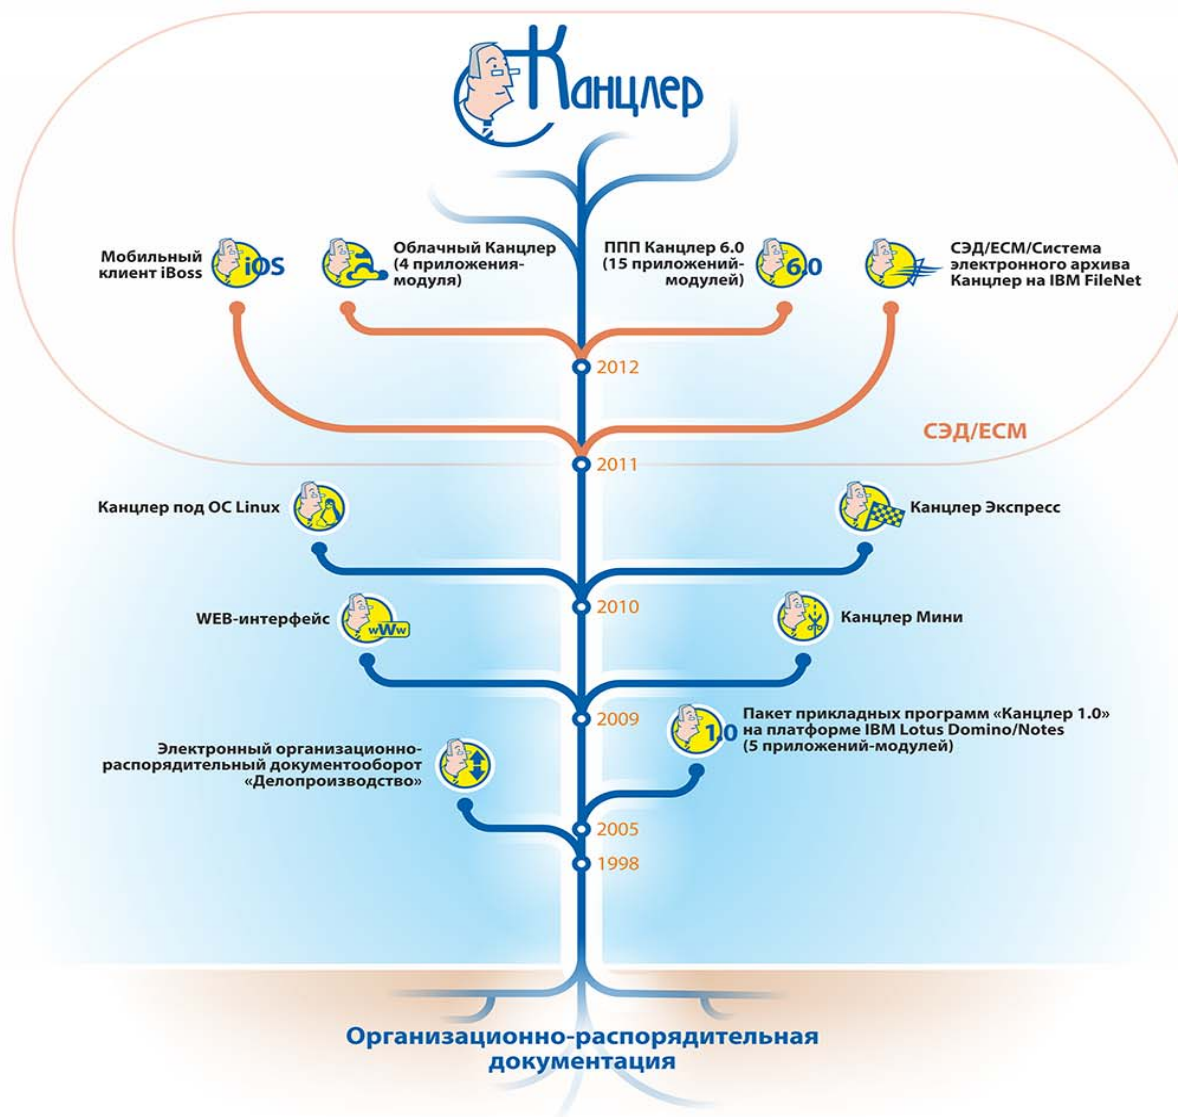 Канцлер
Мобильный
клиент iBoss
iOS
Облачный Канцлер
(4 приложения-
модуля)
ППП Канцлер 6.0
(15 приложений-
модулей)
6.0
СЭД/ECM/Система
электронного архива
Канцлер на IBM FileNet
2012
СЭД/ECM
2011
Канцлер под ОС Linux
Канцлер Экспресс
2010
WEB-интерфейс
wWw
Канцлер Мини
2009
1.0
Пакет прикладных программ «Канцлер 1.0»
на платформе IBM Lotus Domino/Notes
(5 приложений-модулей)
Электронный организационно-
распорядительный документооборот
«Делопроизводство»
2005
1998
Организационно-распорядительная
документация